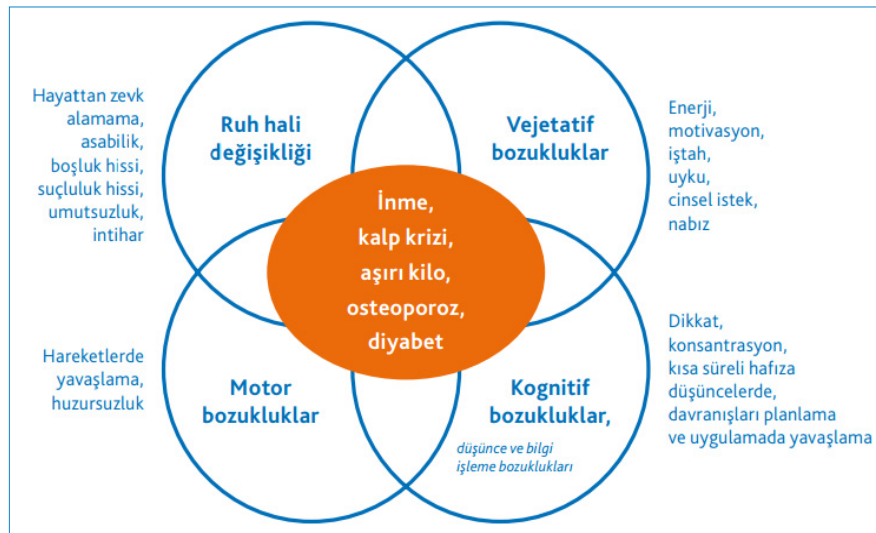 Hayattan zevk
alamama,
asabilik,
boşluk hissi,
suçluluk hissi,
umutsuzluk,
intihar
Ruh hali
değişikliği
Vejetatif
bozukluklar
Enerji,
motivasyon,
iştah,
uyku,
cinsel istek,
nabız
İnme,
kalp krizi,
aşırı kilo,
osteoporoz,
diyabet
Hareketlerde
yavaşlama,
huzursuzluk
Motor
bozukluklar
Kognitif
bozukluklar,
düşünce ve bilgi
işleme bozuklukları
Dikkat,
konsantrasyon,
kısa süreli hafıza
düşüncelerde,
davranışları planlama
ve uygulamada yavaşlama